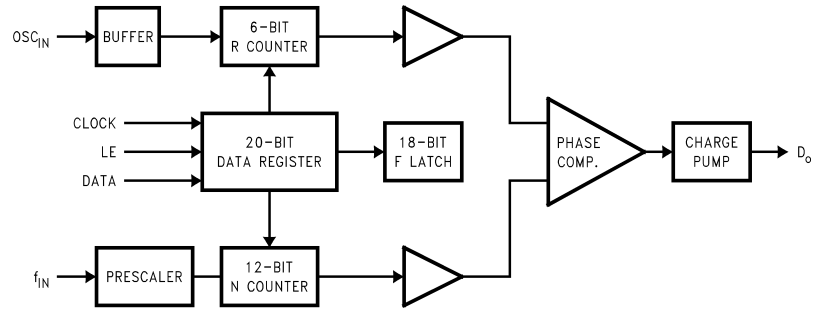 OSC_IN
BUFFER
6-BIT
R COUNTER
CLOCK
LE
DATA
20-BIT
DATA REGISTER
18-BIT
F LATCH
PHASE
COMP.
CHARGE
PUMP
D_o
f_IN
PRESCALER
12-BIT
N COUNTER